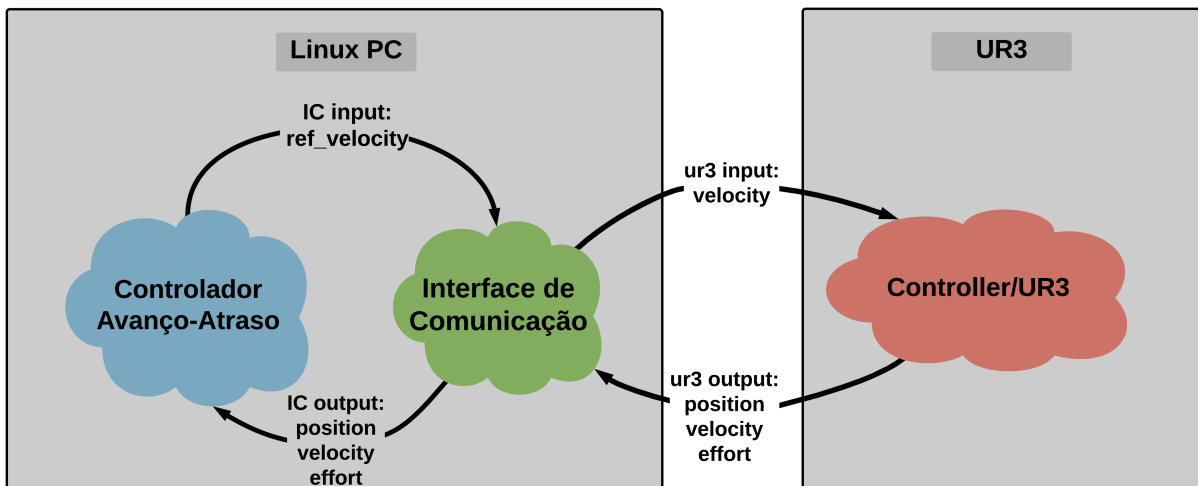 Linux PC
UR3
IC input:
ref_velocity
ur3 input:
velocity
Controlador
Avanço-Atraso
Interface de
Comunicação
Controller/UR3
IC output:
position
velocity
effort
ur3 output:
position
velocity
effort